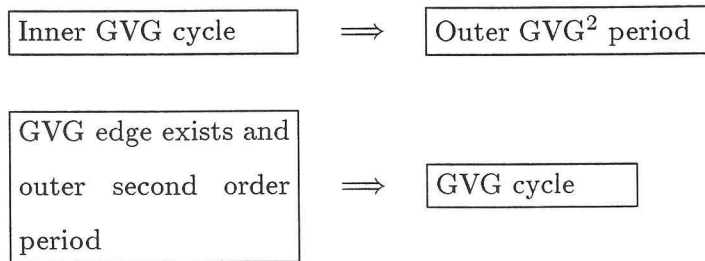 Inner GVG cycle ⟹ Outer GVG² period
GVG edge exists and
outer second order ⟹ GVG cycle
period